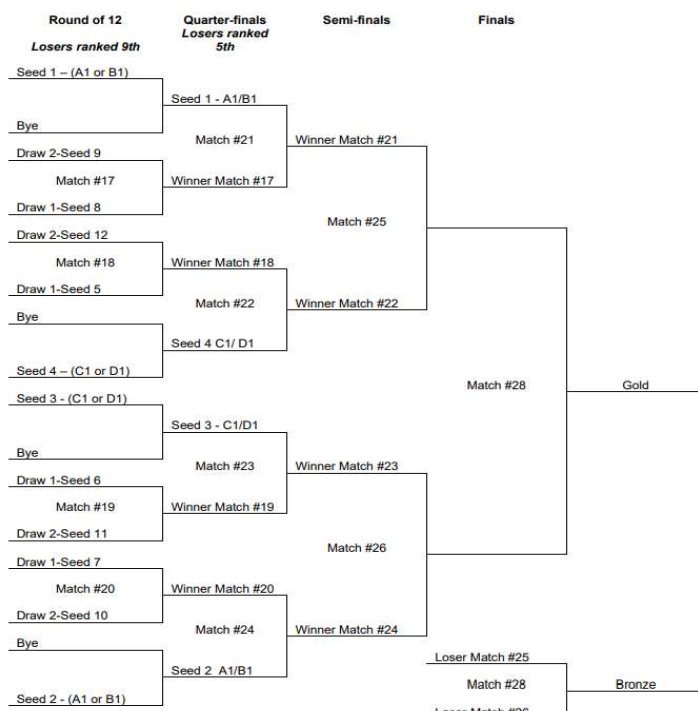 Round of 12
Quarter-finals
Semi-finals
Finals
Losers ranked 9th
Losers ranked
5th
Seed 1 – (A1 or B1)
Seed 1 - A1/B1
Bye
Match #21
Winner Match #21
Draw 2-Seed 9
Match #17
Winner Match #17
Draw 1-Seed 8
Match #25
Draw 2-Seed 12
Match #18
Winner Match #18
Draw 1-Seed 5
Match #22
Winner Match #22
Bye
Seed 4 C1/ D1
Seed 4 – (C1 or D1)
Match #28
Gold
Seed 3 - (C1 or D1)
Seed 3 - C1/D1
Bye
Match #23
Winner Match #23
Draw 1-Seed 6
Match #19
Winner Match #19
Draw 2-Seed 11
Match #26
Draw 1-Seed 7
Match #20
Winner Match #20
Draw 2-Seed 10
Match #24
Winner Match #24
Bye
Loser Match #25
Seed 2 A1/B1
Match #28
Bronze
Seed 2 - (A1 or B1)
Loser Match #26